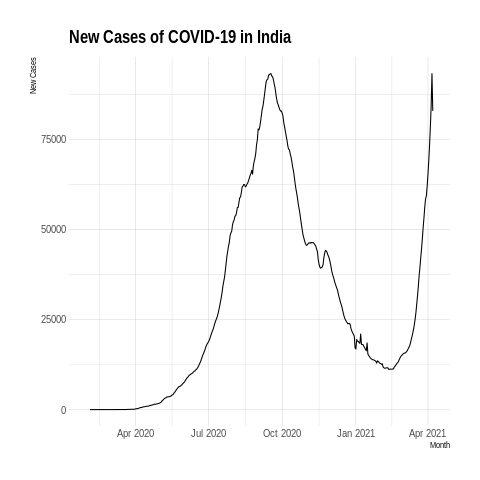 New Cases of COVID-19 in India
New Cases
75000
50000
25000
0
Apr 2020 Jul 2020 Oct 2020 Jan 2021 Apr 2021
Month